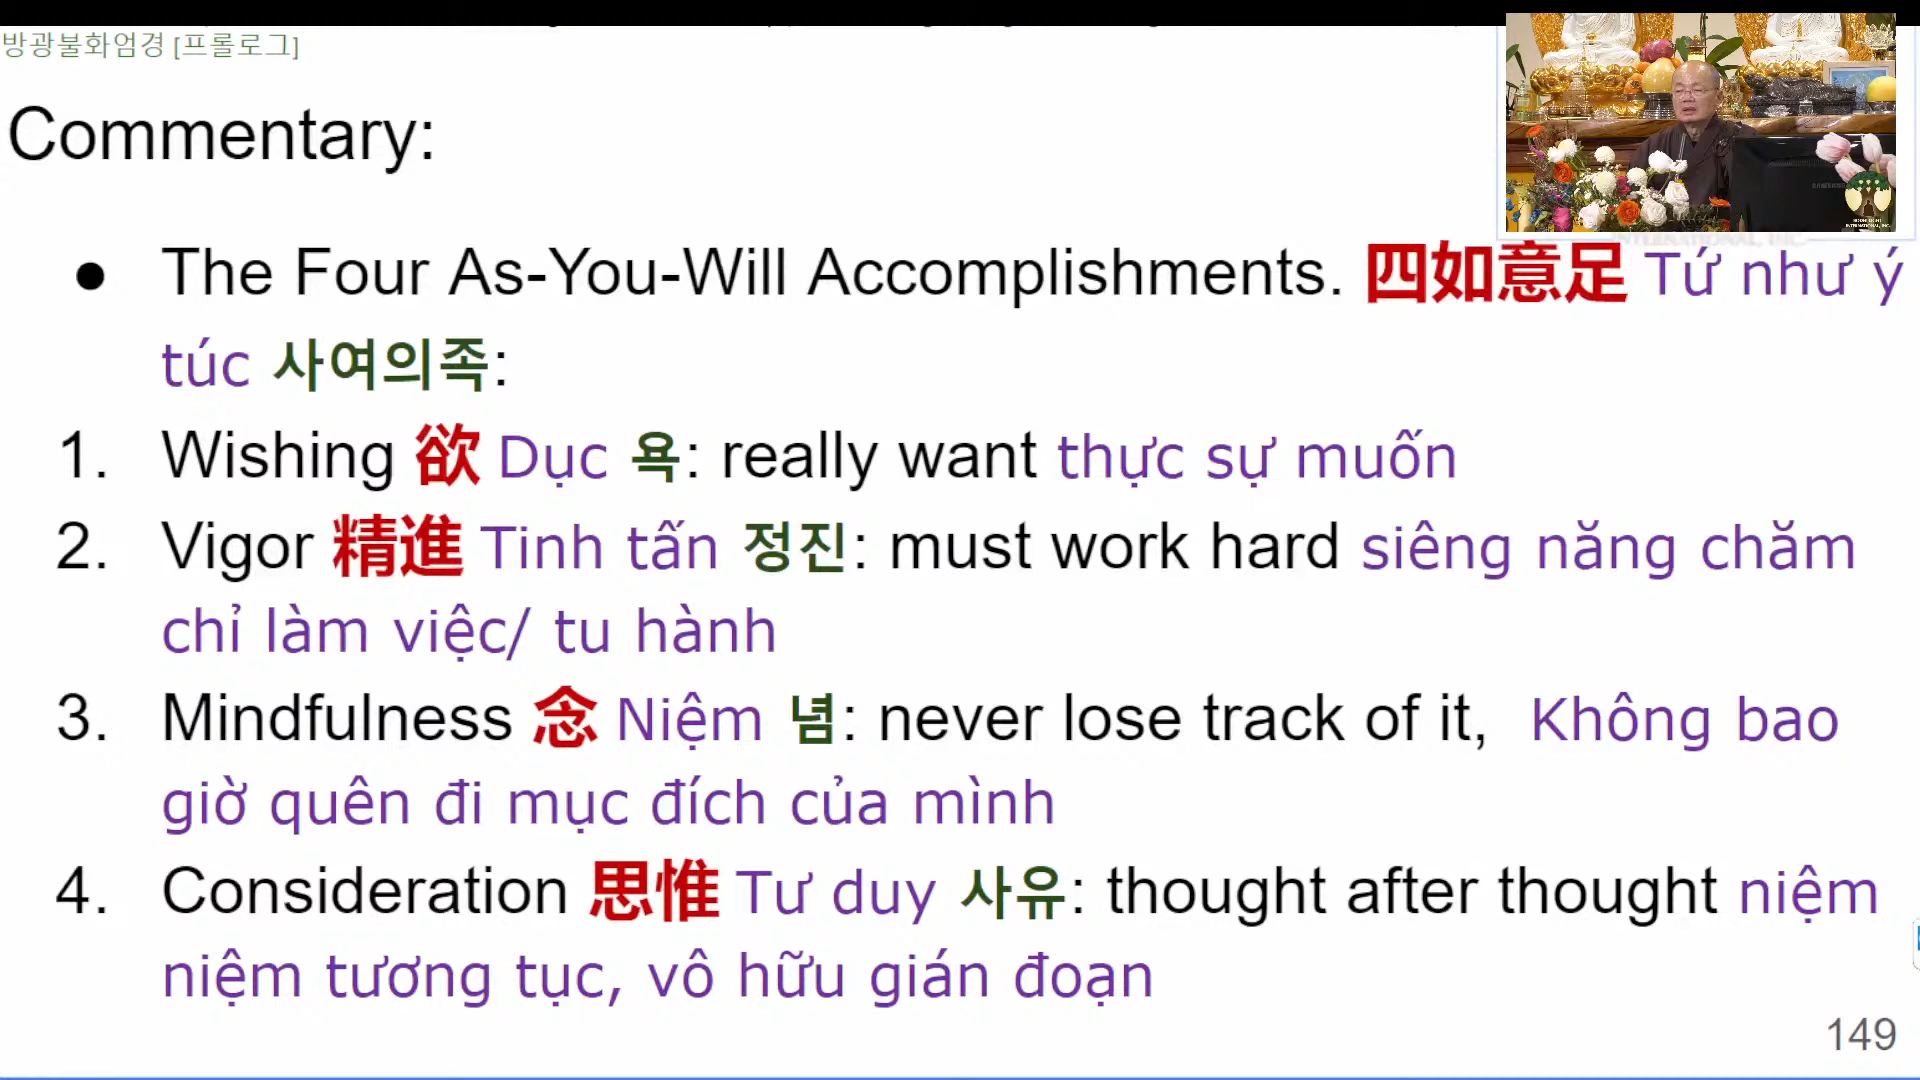 방광불화엄경 [프롤로그]
Commentary:
● The Four As-You-Will Accomplishments. 四如意足 Tứ như ý
túc 사여의족:
1. Wishing 欲 Dục 욕: really want thực sự muốn
2. Vigor 精進 Tinh tấn 정진: must work hard siêng năng chăm
chỉ làm việc/ tu hành
3. Mindfulness 念 Niệm 념: never lose track of it, Không bao
giờ quên đi mục đích của mình
4. Consideration 思惟 Tư duy 사유: thought after thought niệm
niệm tương tục, vô hữu gián đoạn
149